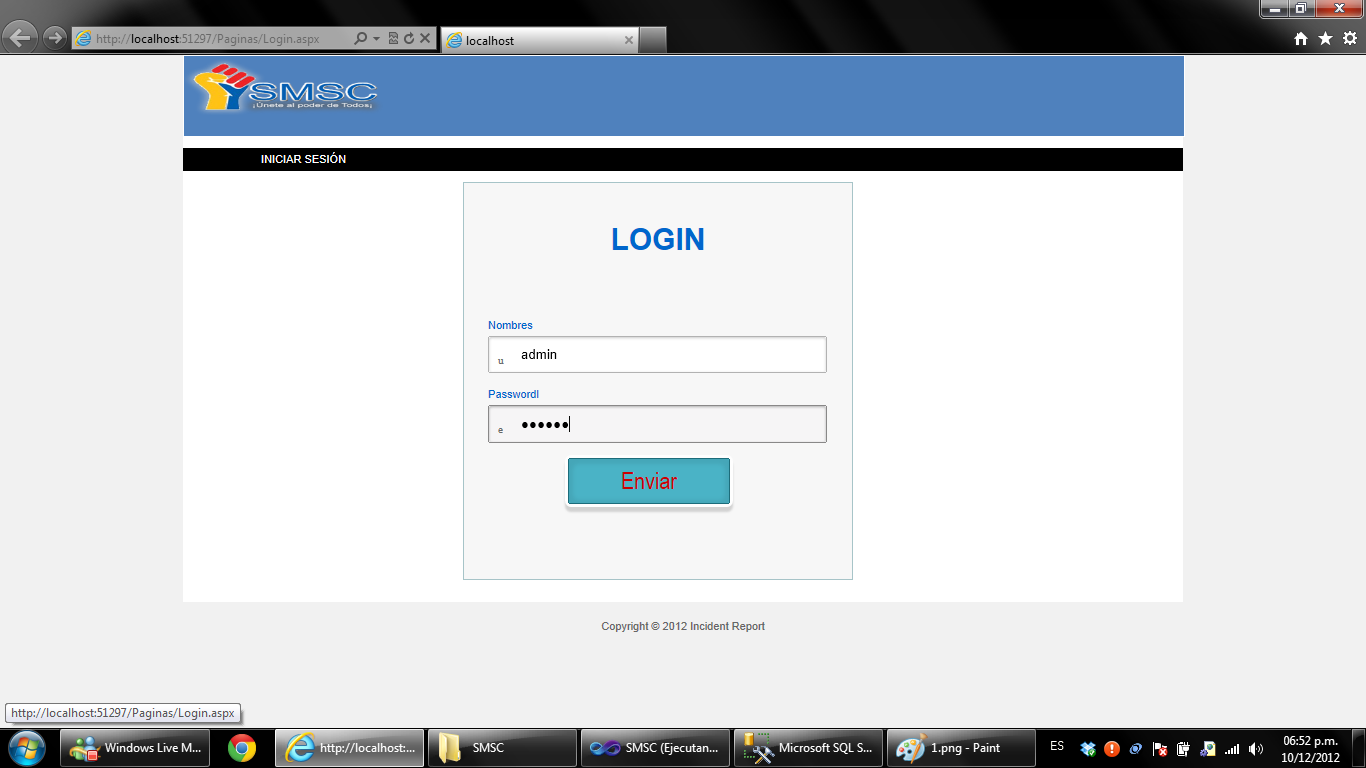 http://localhost:51297/Paginas/Login.aspx
localhost
SMSC
¡Únete al poder de Todos¡
INICIAR SESIÓN
LOGIN
Nombres
u
admin
Passwordl
e
Enviar
Copyright © 2012 Incident Report
http://localhost:51297/Paginas/Login.aspx
Windows Live M...
http://localhost:...
SMSC
SMSC (Ejecutan...
Microsoft SQL S...
1.png - Paint
ES
06:52 p.m.
10/12/2012